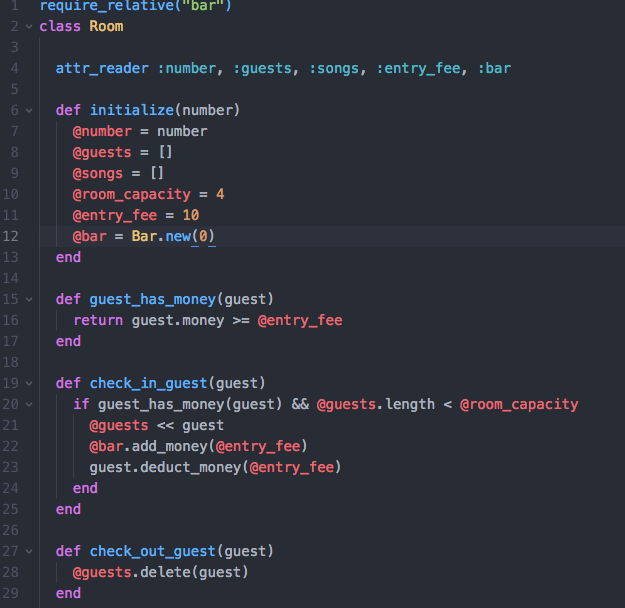 1 require_relative("bar")
2 class Room
3
4 attr_reader :number, :guests, :songs, :entry_fee, :bar
5
6 def initialize(number)
7 @number = number
8 @guests = []
9 @songs = []
10 @room_capacity = 4
11 @entry_fee = 10
12 @bar = Bar.new(0)
13 end
14
15 def guest_has_money(guest)
16 return guest.money >= @entry_fee
17 end
18
19 def check_in_guest(guest)
20 if guest_has_money(guest) && @guests.length < @room_capacity
21 @guests << guest
22 @bar.add_money(@entry_fee)
23 guest.deduct_money(@entry_fee)
24 end
25 end
26
27 def check_out_guest(guest)
28 @guests.delete(guest)
29 end